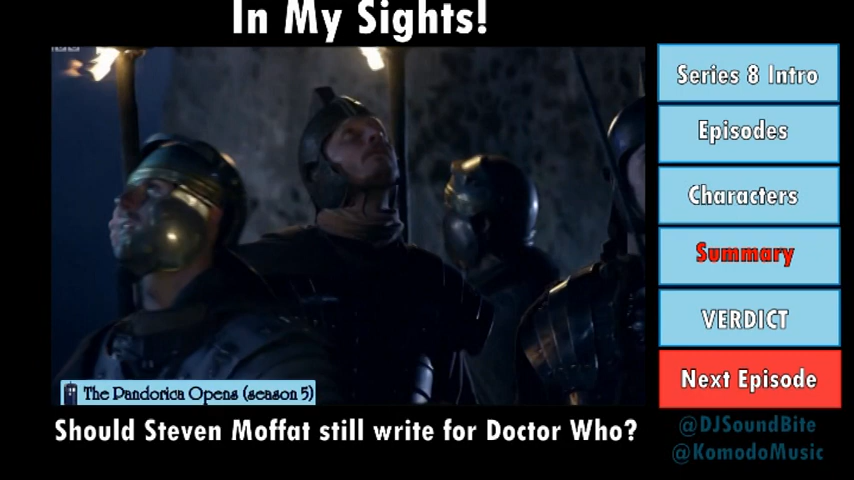 In My Sights!
Series 8 Intro
Episodes
Characters
Summary
VERDICT
Next Episode
The Pandorica Opens (season 5)
Should Steven Moffat still write for Doctor Who?
@DJSoundBite
@KomodoMusic